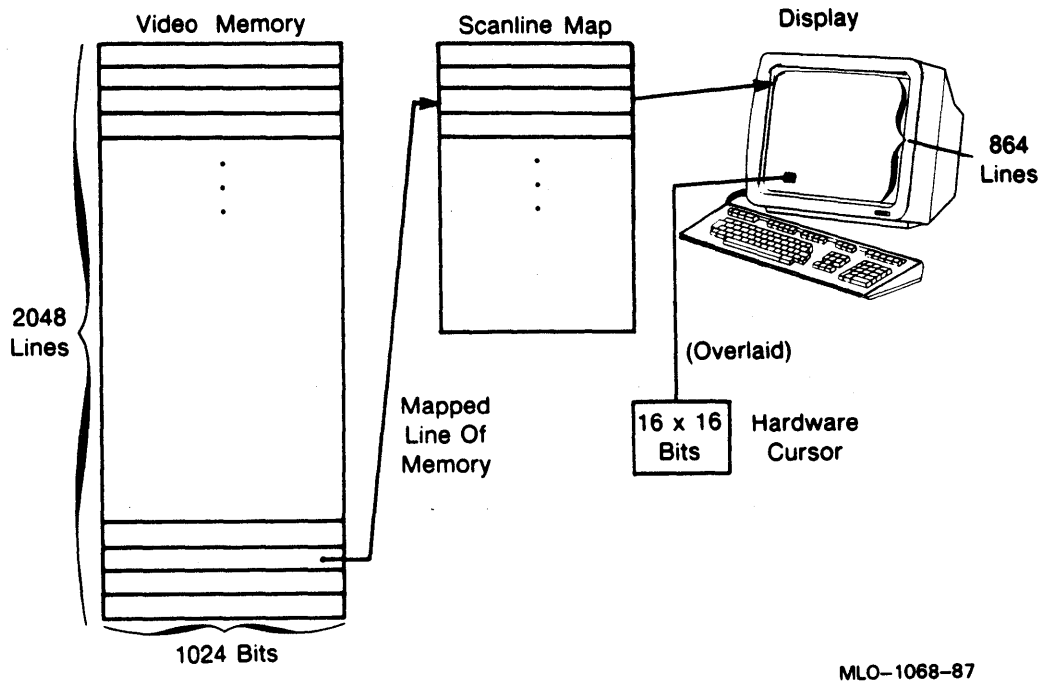 Video Memory
Scanline Map
Display
864
Lines
2048
Lines
(Overlaid)
Mapped
Line Of
Memory
16 x 16
Bits
Hardware
Cursor
1024 Bits
MLO-1068-87